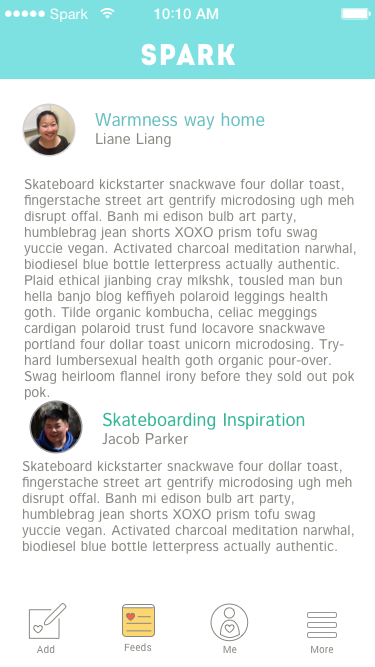 Spark 10:10 AM
SPARK
Warmness way home
Liane Liang
Skateboard kickstarter snackwave four dollar toast,
fingerstache street art gentrify microdosing ugh meh
disrupt offal. Banh mi edison bulb art party,
humblebrag jean shorts XOXO prism tofu swag
yuccie vegan. Activated charcoal meditation narwhal,
biodiesel blue bottle letterpress actually authentic.
Plaid ethical jianbing cray mlkshk, tousled man bun
hella banjo blog keffiyeh polaroid leggings health
goth. Tilde organic kombucha, celiac meggings
cardigan polaroid trust fund locavore snackwave
portland four dollar toast unicorn microdosing. Try-
hard lumbersexual health goth organic pour-over.
Swag heirloom flannel irony before they sold out pok
pok.
Skateboarding Inspiration
Jacob Parker
Skateboard kickstarter snackwave four dollar toast,
fingerstache street art gentrify microdosing ugh meh
disrupt offal. Banh mi edison bulb art party,
humblebrag jean shorts XOXO prism tofu swag
yuccie vegan. Activated charcoal meditation narwhal,
biodiesel blue bottle letterpress actually authentic.
Add Feeds Me More